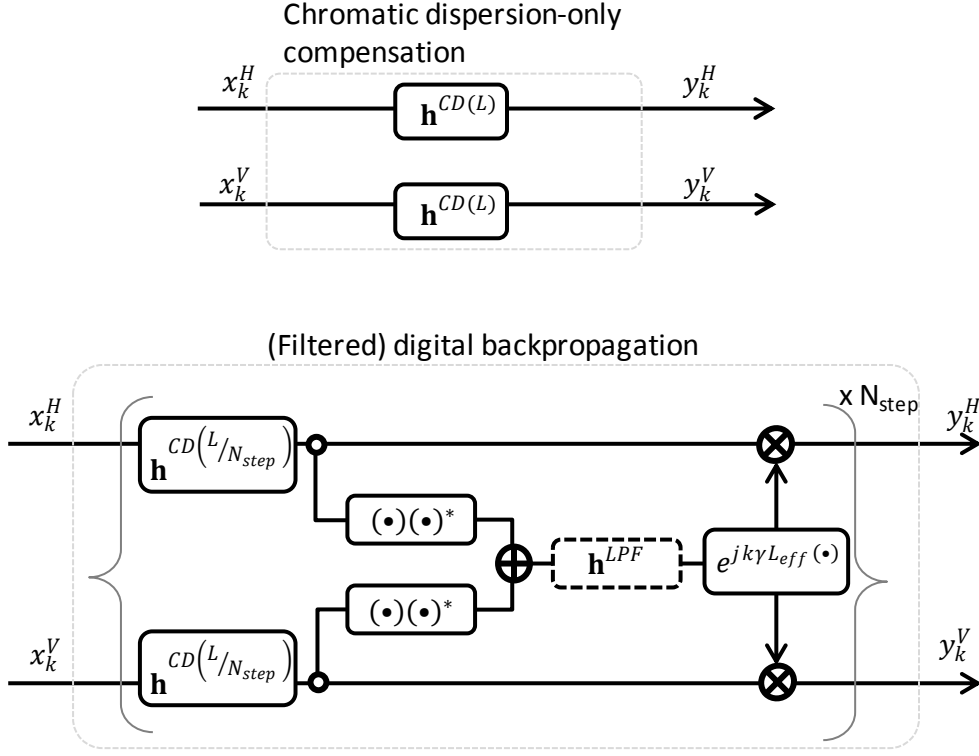 Chromatic dispersion-only
compensation
x_k^H
h^{CD(L)}
y_k^H
x_k^V
h^{CD(L)}
y_k^V
(Filtered) digital backpropagation
x N_step
x_k^H
h^{CD(L/N_step)}
y_k^H
(•)(•)*
h^{LPF}
e^{jkγL_eff(•)}
(•)(•)*
x_k^V
h^{CD(L/N_step)}
y_k^V